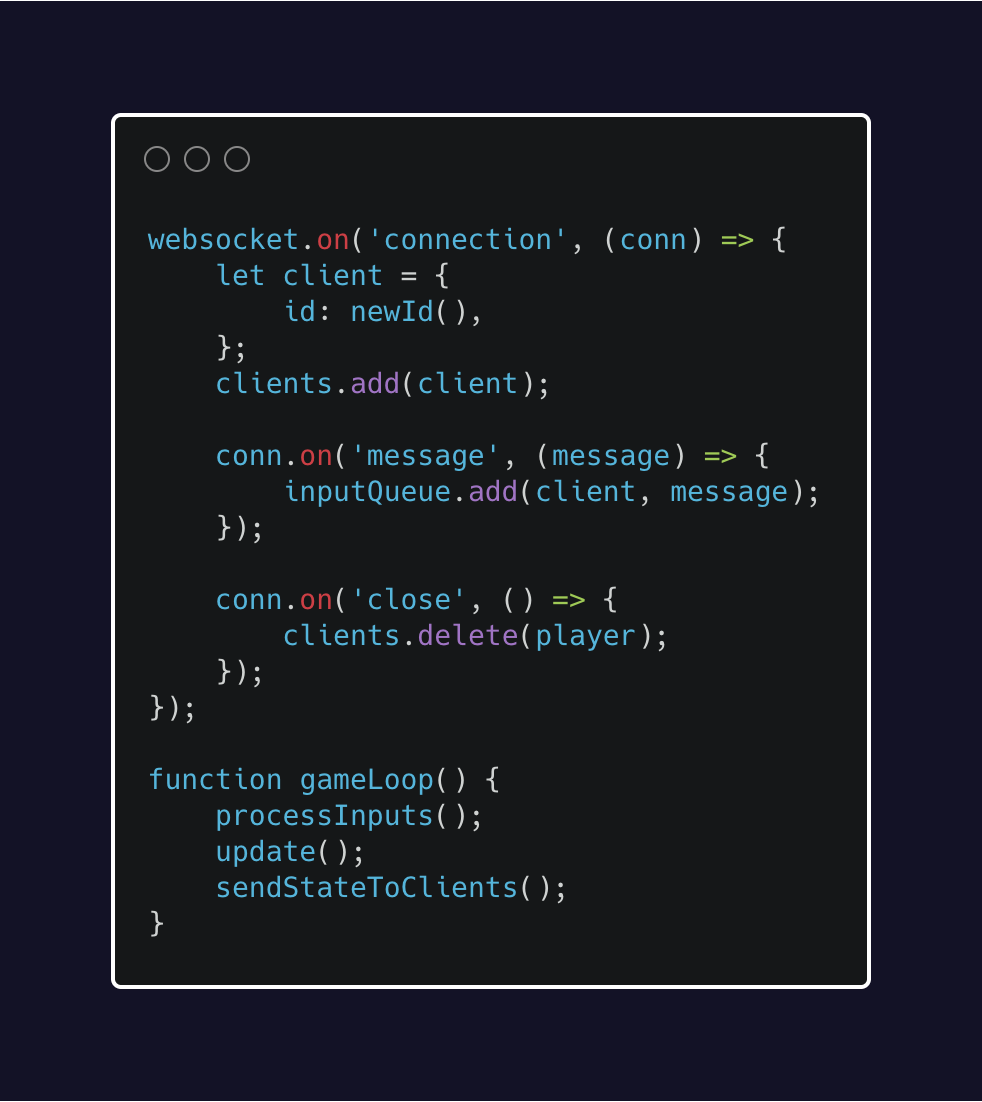 websocket.on('connection', (conn) => {
    let client = {
        id: newId(),
    };
    clients.add(client);

    conn.on('message', (message) => {
        inputQueue.add(client, message);
    });

    conn.on('close', () => {
        clients.delete(player);
    });
});

function gameLoop() {
    processInputs();
    update();
    sendStateToClients();
}